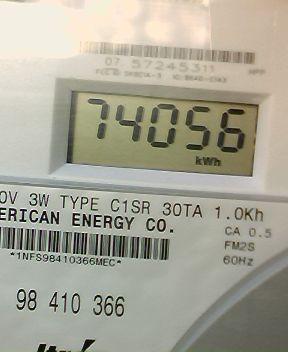 07 57245311
74056
kWh
0V 3W TYPE C1SR 30TA 1.0Kh
ERICAN ENERGY CO.
CA 0.5
FM2S
*1NFS98410366MEC*
60Hz
98 410 366